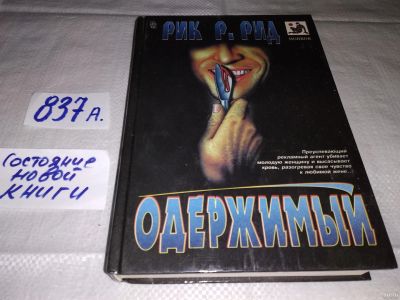 РИК Р. РИД
837А.
Состояние
новой
книги
Преуспевающий
рекламный агент убивает
молодую женщину и высасывает
кровь, разогревая свое чувство
к любимой жене...
ОДЕРЖИМЫЙ